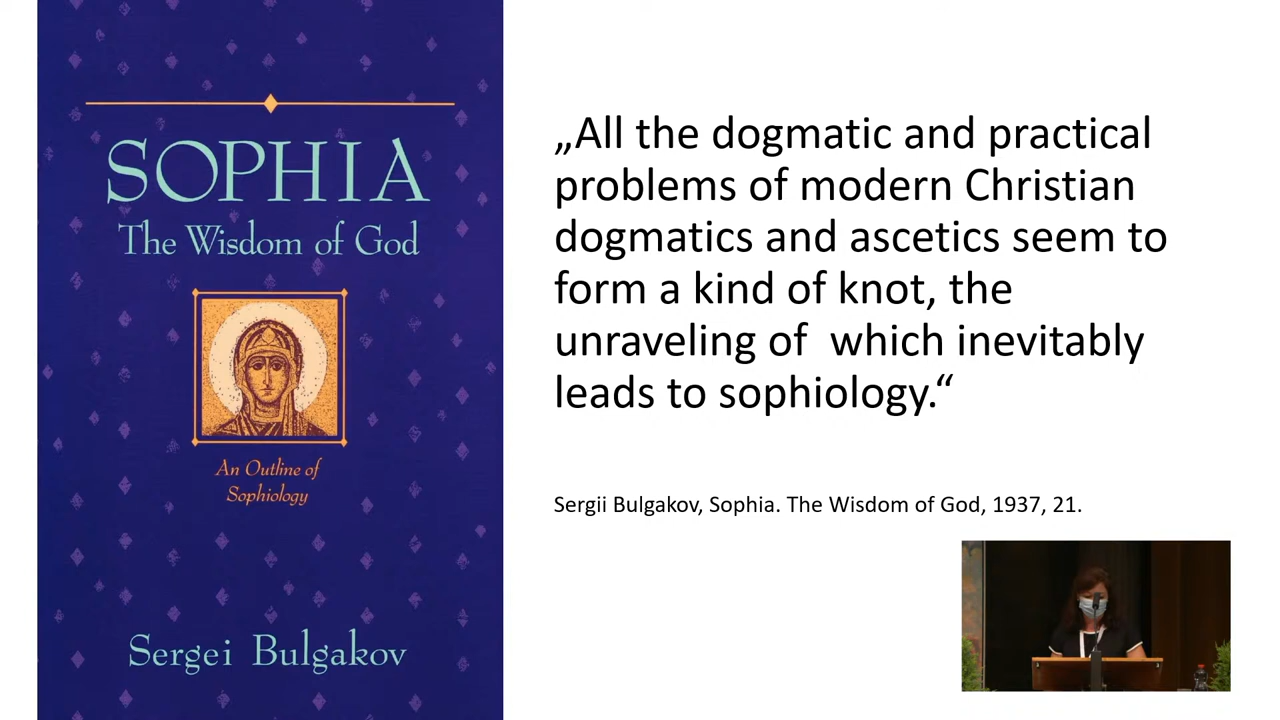 SOPHIA
The Wisdom of God
An Outline of
Sophiology
Sergei Bulgakov
„All the dogmatic and practical
problems of modern Christian
dogmatics and ascetics seem to
form a kind of knot, the
unraveling of  which inevitably
leads to sophiology.“
Sergii Bulgakov, Sophia. The Wisdom of God, 1937, 21.